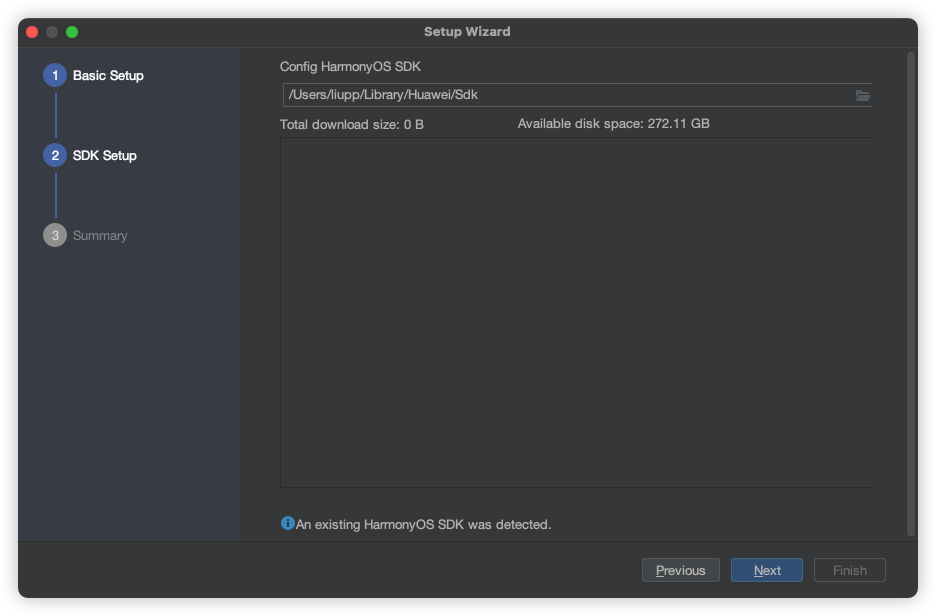 Setup Wizard
1 Basic Setup
2 SDK Setup
3 Summary
Config HarmonyOS SDK
/Users/liupp/Library/Huawei/Sdk
Total download size: 0 B
Available disk space: 272.11 GB
An existing HarmonyOS SDK was detected.
Previous
Next
Finish